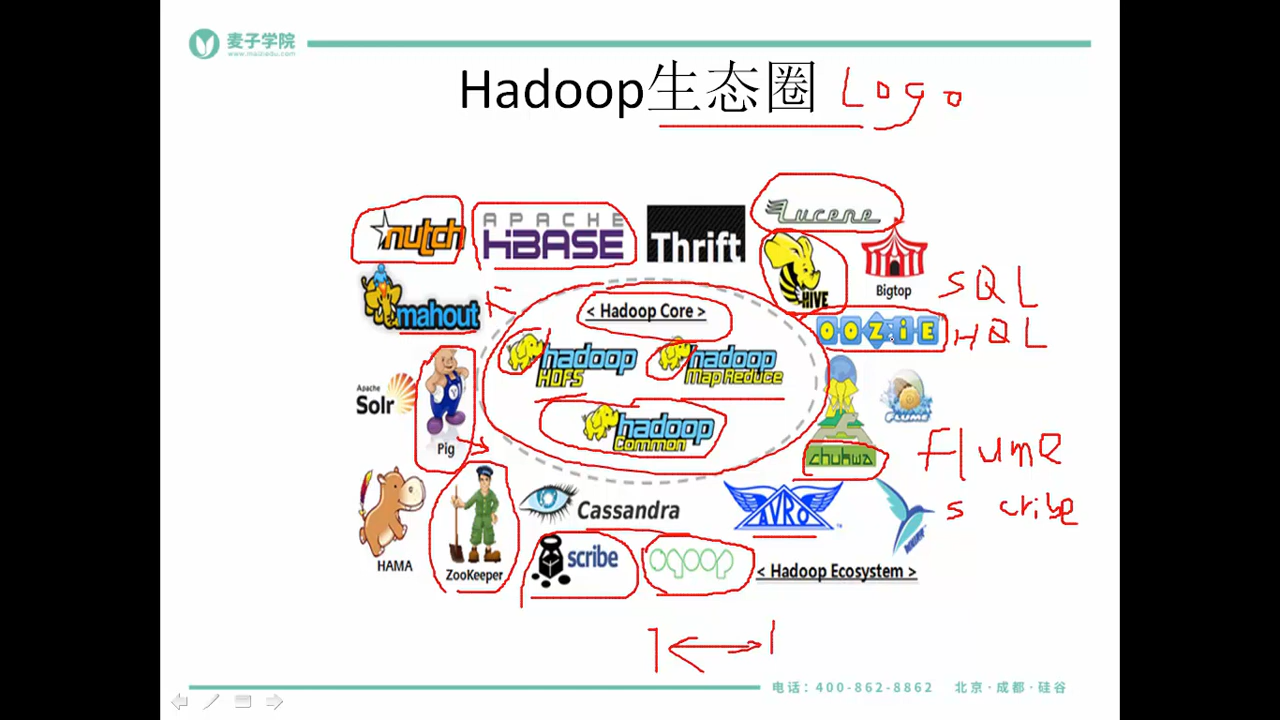 麦子学院
www.maiziedu.com
Hadoop生态圈 Logo
nutch
APACHE
HBASE
Thrift
Lucene
HIVE
Bigtop
SQL
mahout
< Hadoop Core >
OOZiE
HQL
hadoop
HDFS
hadoop
Map Reduce
Apache
Solr
Pig
hadoop
Common
FLUME
chukwa
flume
HAMA
ZooKeeper
Cassandra
AVRO
scribe
scribe
sqoop
< Hadoop Ecosystem >
电话：400-862-8862 北京·成都·硅谷